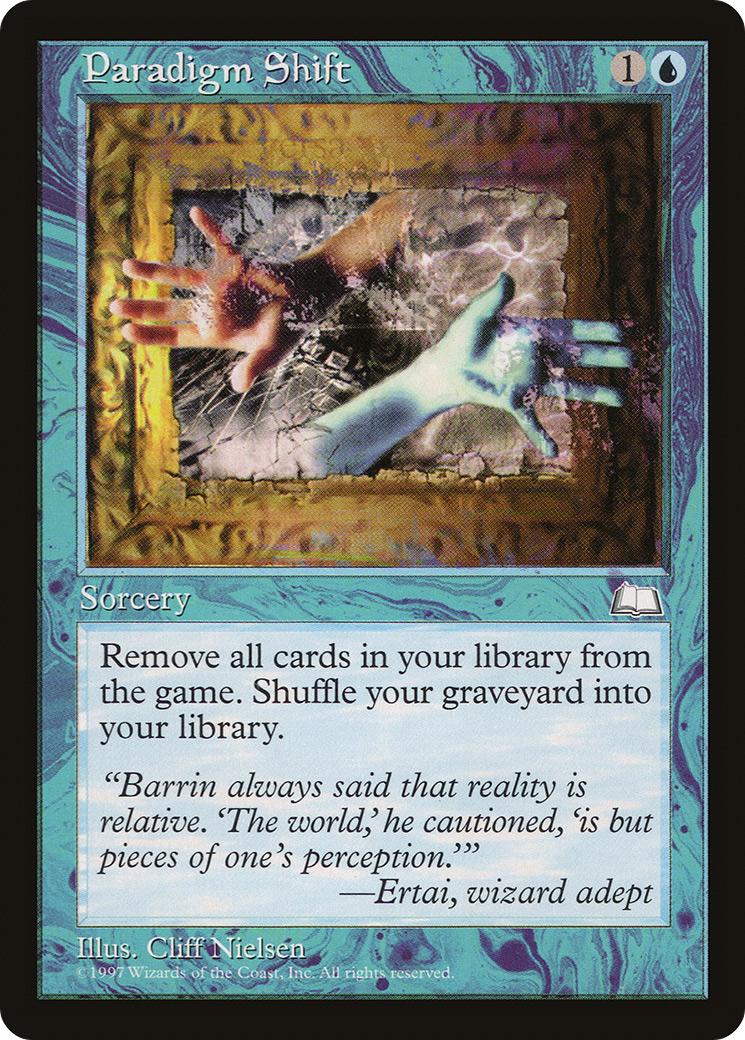 Paradigm Shift
1
Sorcery
Remove all cards in your library from
the game. Shuffle your graveyard into
your library.
“Barrin always said that reality is
relative. ‘The world,’ he cautioned, ‘is but
pieces of one’s perception.’”
—Ertai, wizard adept
Illus. Cliff Nielsen
©1997 Wizards of the Coast, Inc. All rights reserved.